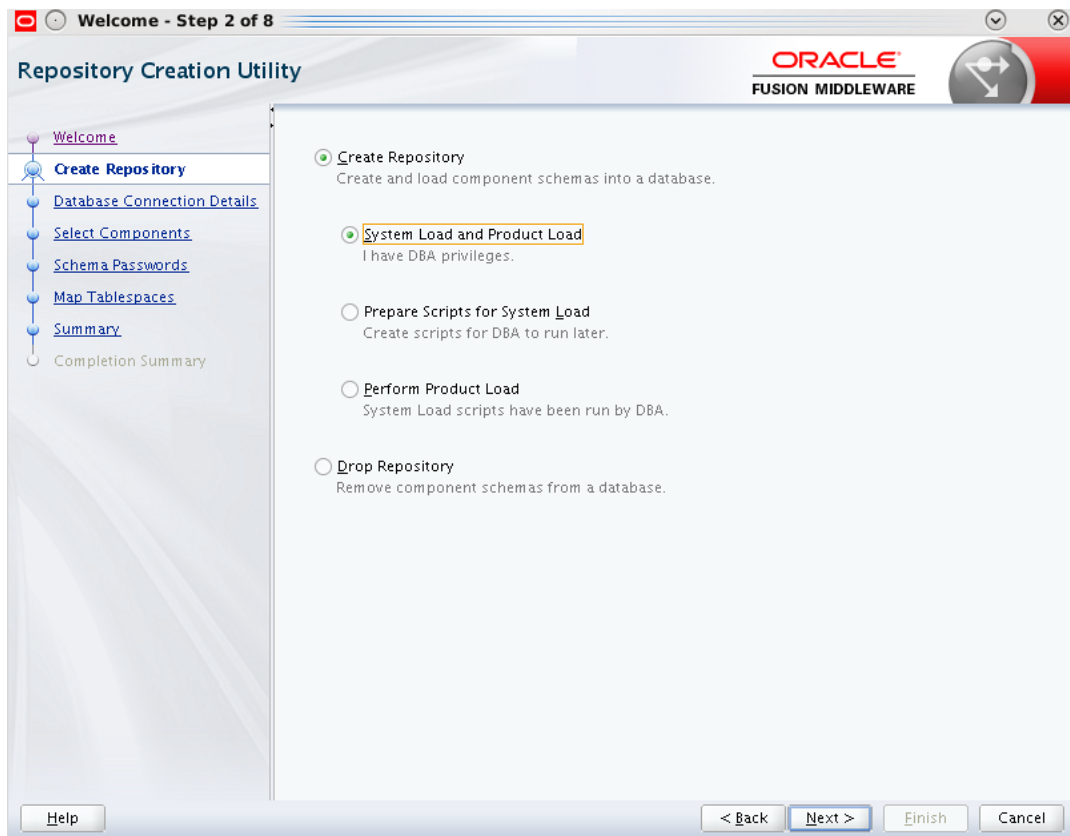 Welcome - Step 2 of 8
Repository Creation Utility
ORACLE
FUSION MIDDLEWARE
Welcome
Create Repository
Database Connection Details
Select Components
Schema Passwords
Map Tablespaces
Summary
Completion Summary
Create Repository
Create and load component schemas into a database.
System Load and Product Load
I have DBA privileges.
Prepare Scripts for System Load
Create scripts for DBA to run later.
Perform Product Load
System Load scripts have been run by DBA.
Drop Repository
Remove component schemas from a database.
Help
< Back
Next >
Finish
Cancel